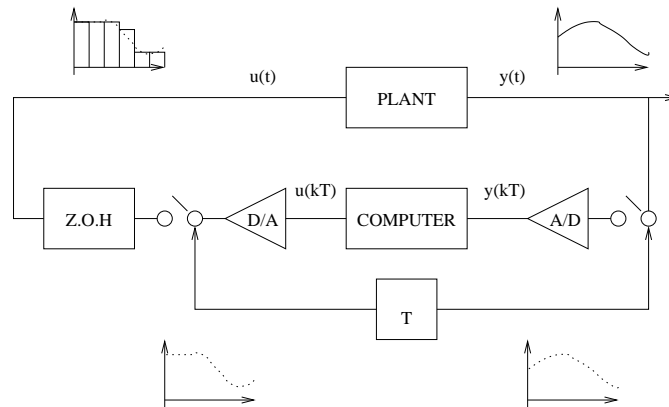 u(t)
PLANT
y(t)
Z.O.H
D/A
u(kT)
COMPUTER
y(kT)
A/D
T